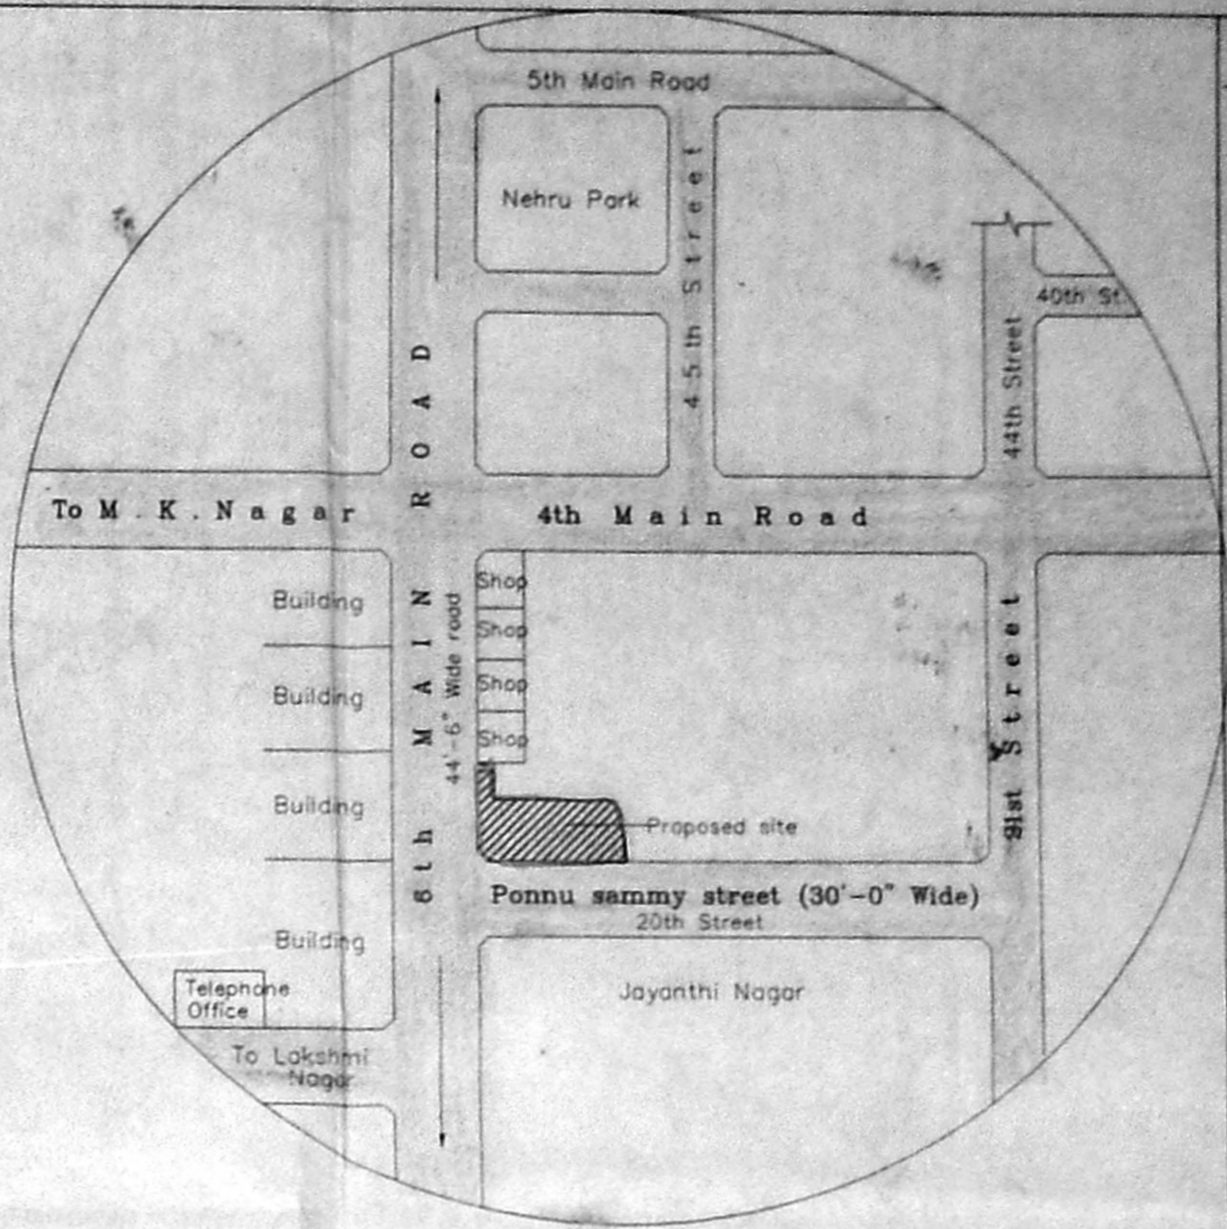 5th Main Road
Nehru Park
45th Street
40th St.
44th Street
To M.K.Nagar
6th MAIN ROAD
44'-6" Wide road
4th Main Road
Building
Building
Building
Building
Shop
Shop
Shop
Shop
Proposed site
Street
Ponnu sammy street (30'-0" Wide)
20th Street
Telephone
Office
Jayanthi Nagar
To Lakshmi
Nagar